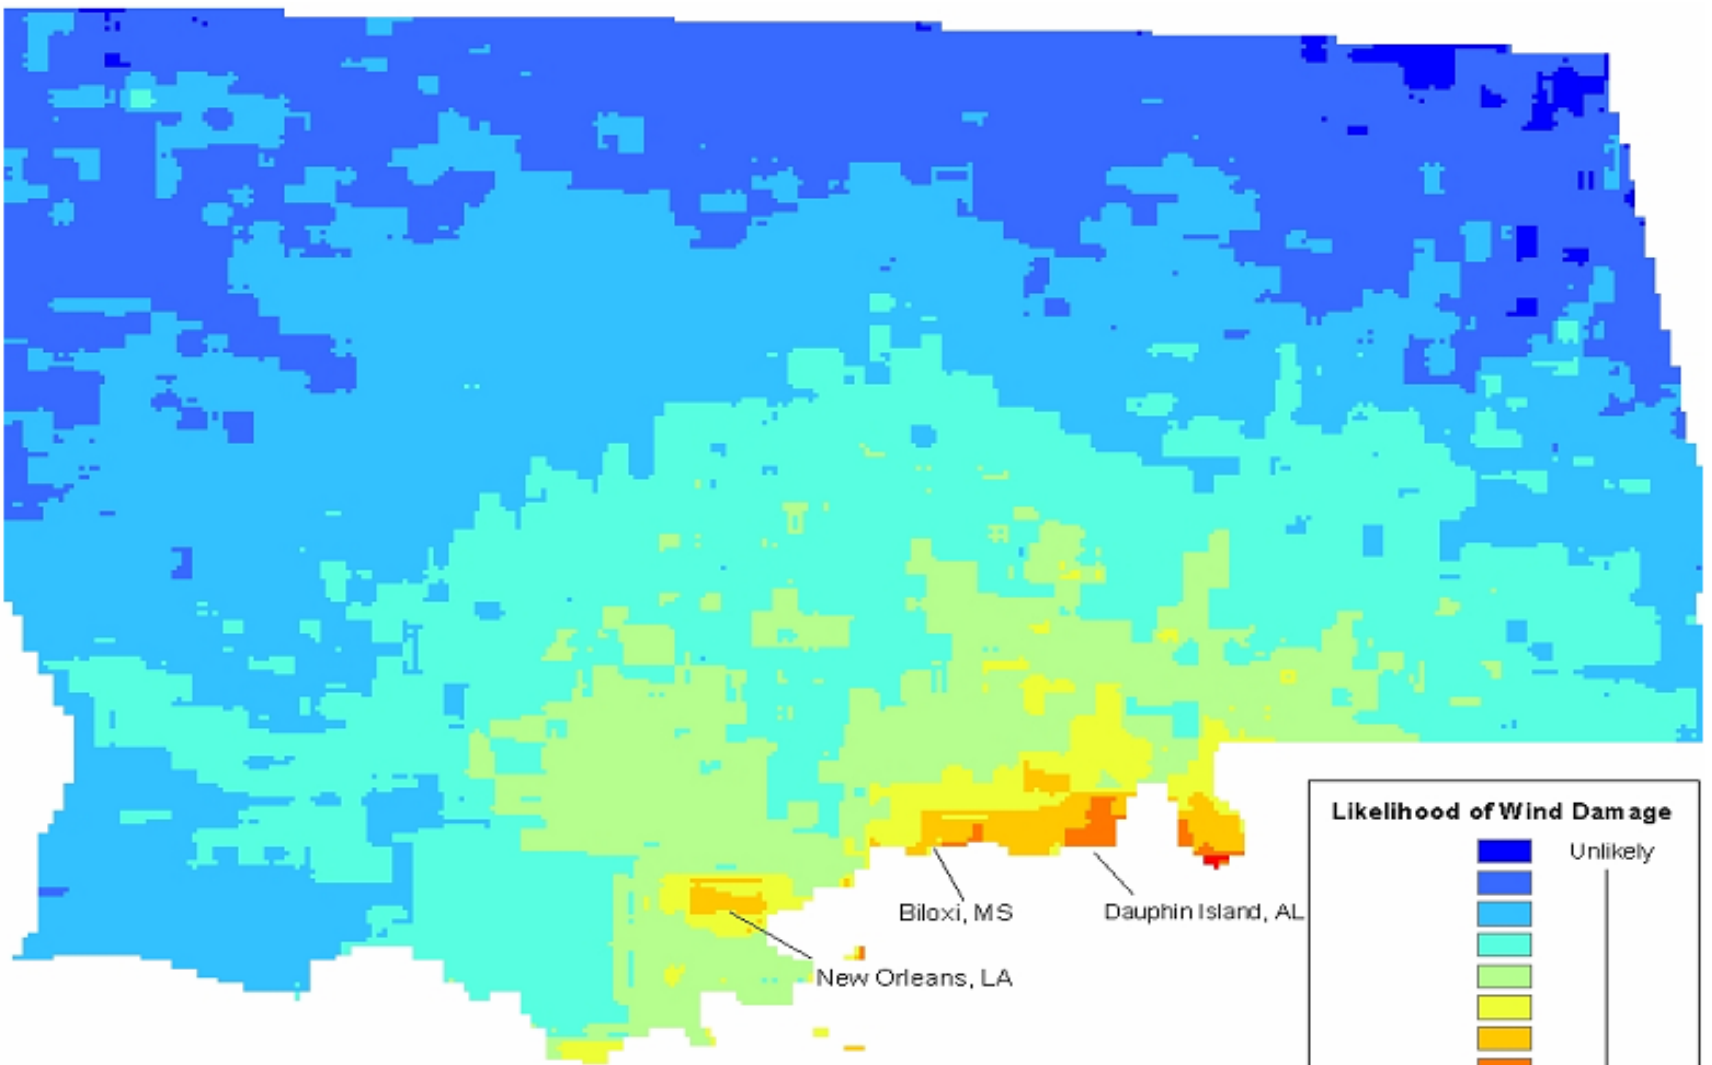 Likelihood of Wind Damage
Unlikely
Biloxi, MS
Dauphin Island, AL
New Orleans, LA